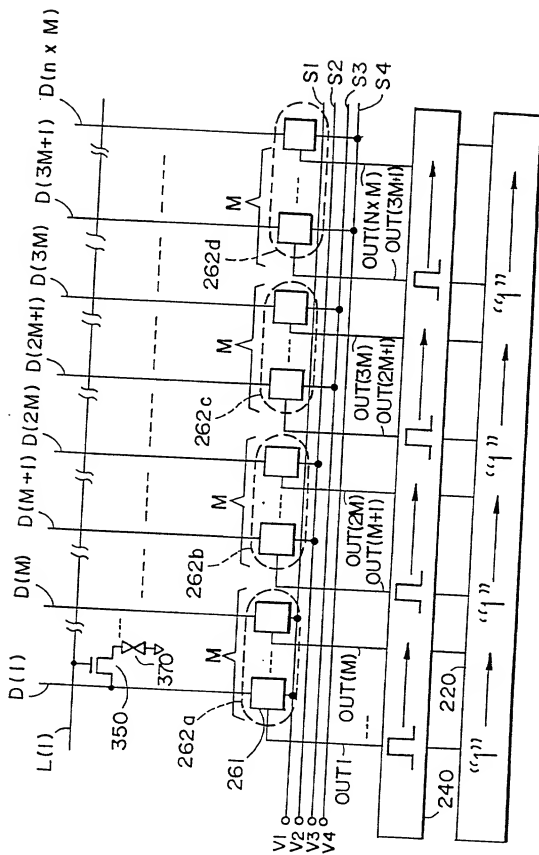 D(1)
D(M)
D(M+1)
D(2M)
D(2M+1)
D(3M)
D(3M+1)
D(n x M)
L(1)
350
370
262a
M
262b
M
262c
M
262d
M
261
S1
S2
S3
S4
V1
V2
V3
V4
OUT1
OUT(M)
OUT(2M)
OUT(M+1)
OUT(3M)
OUT(2M+1)
OUT(N x M)
OUT(3M+1)
240
220
"1"
"1"
"1"
"1"